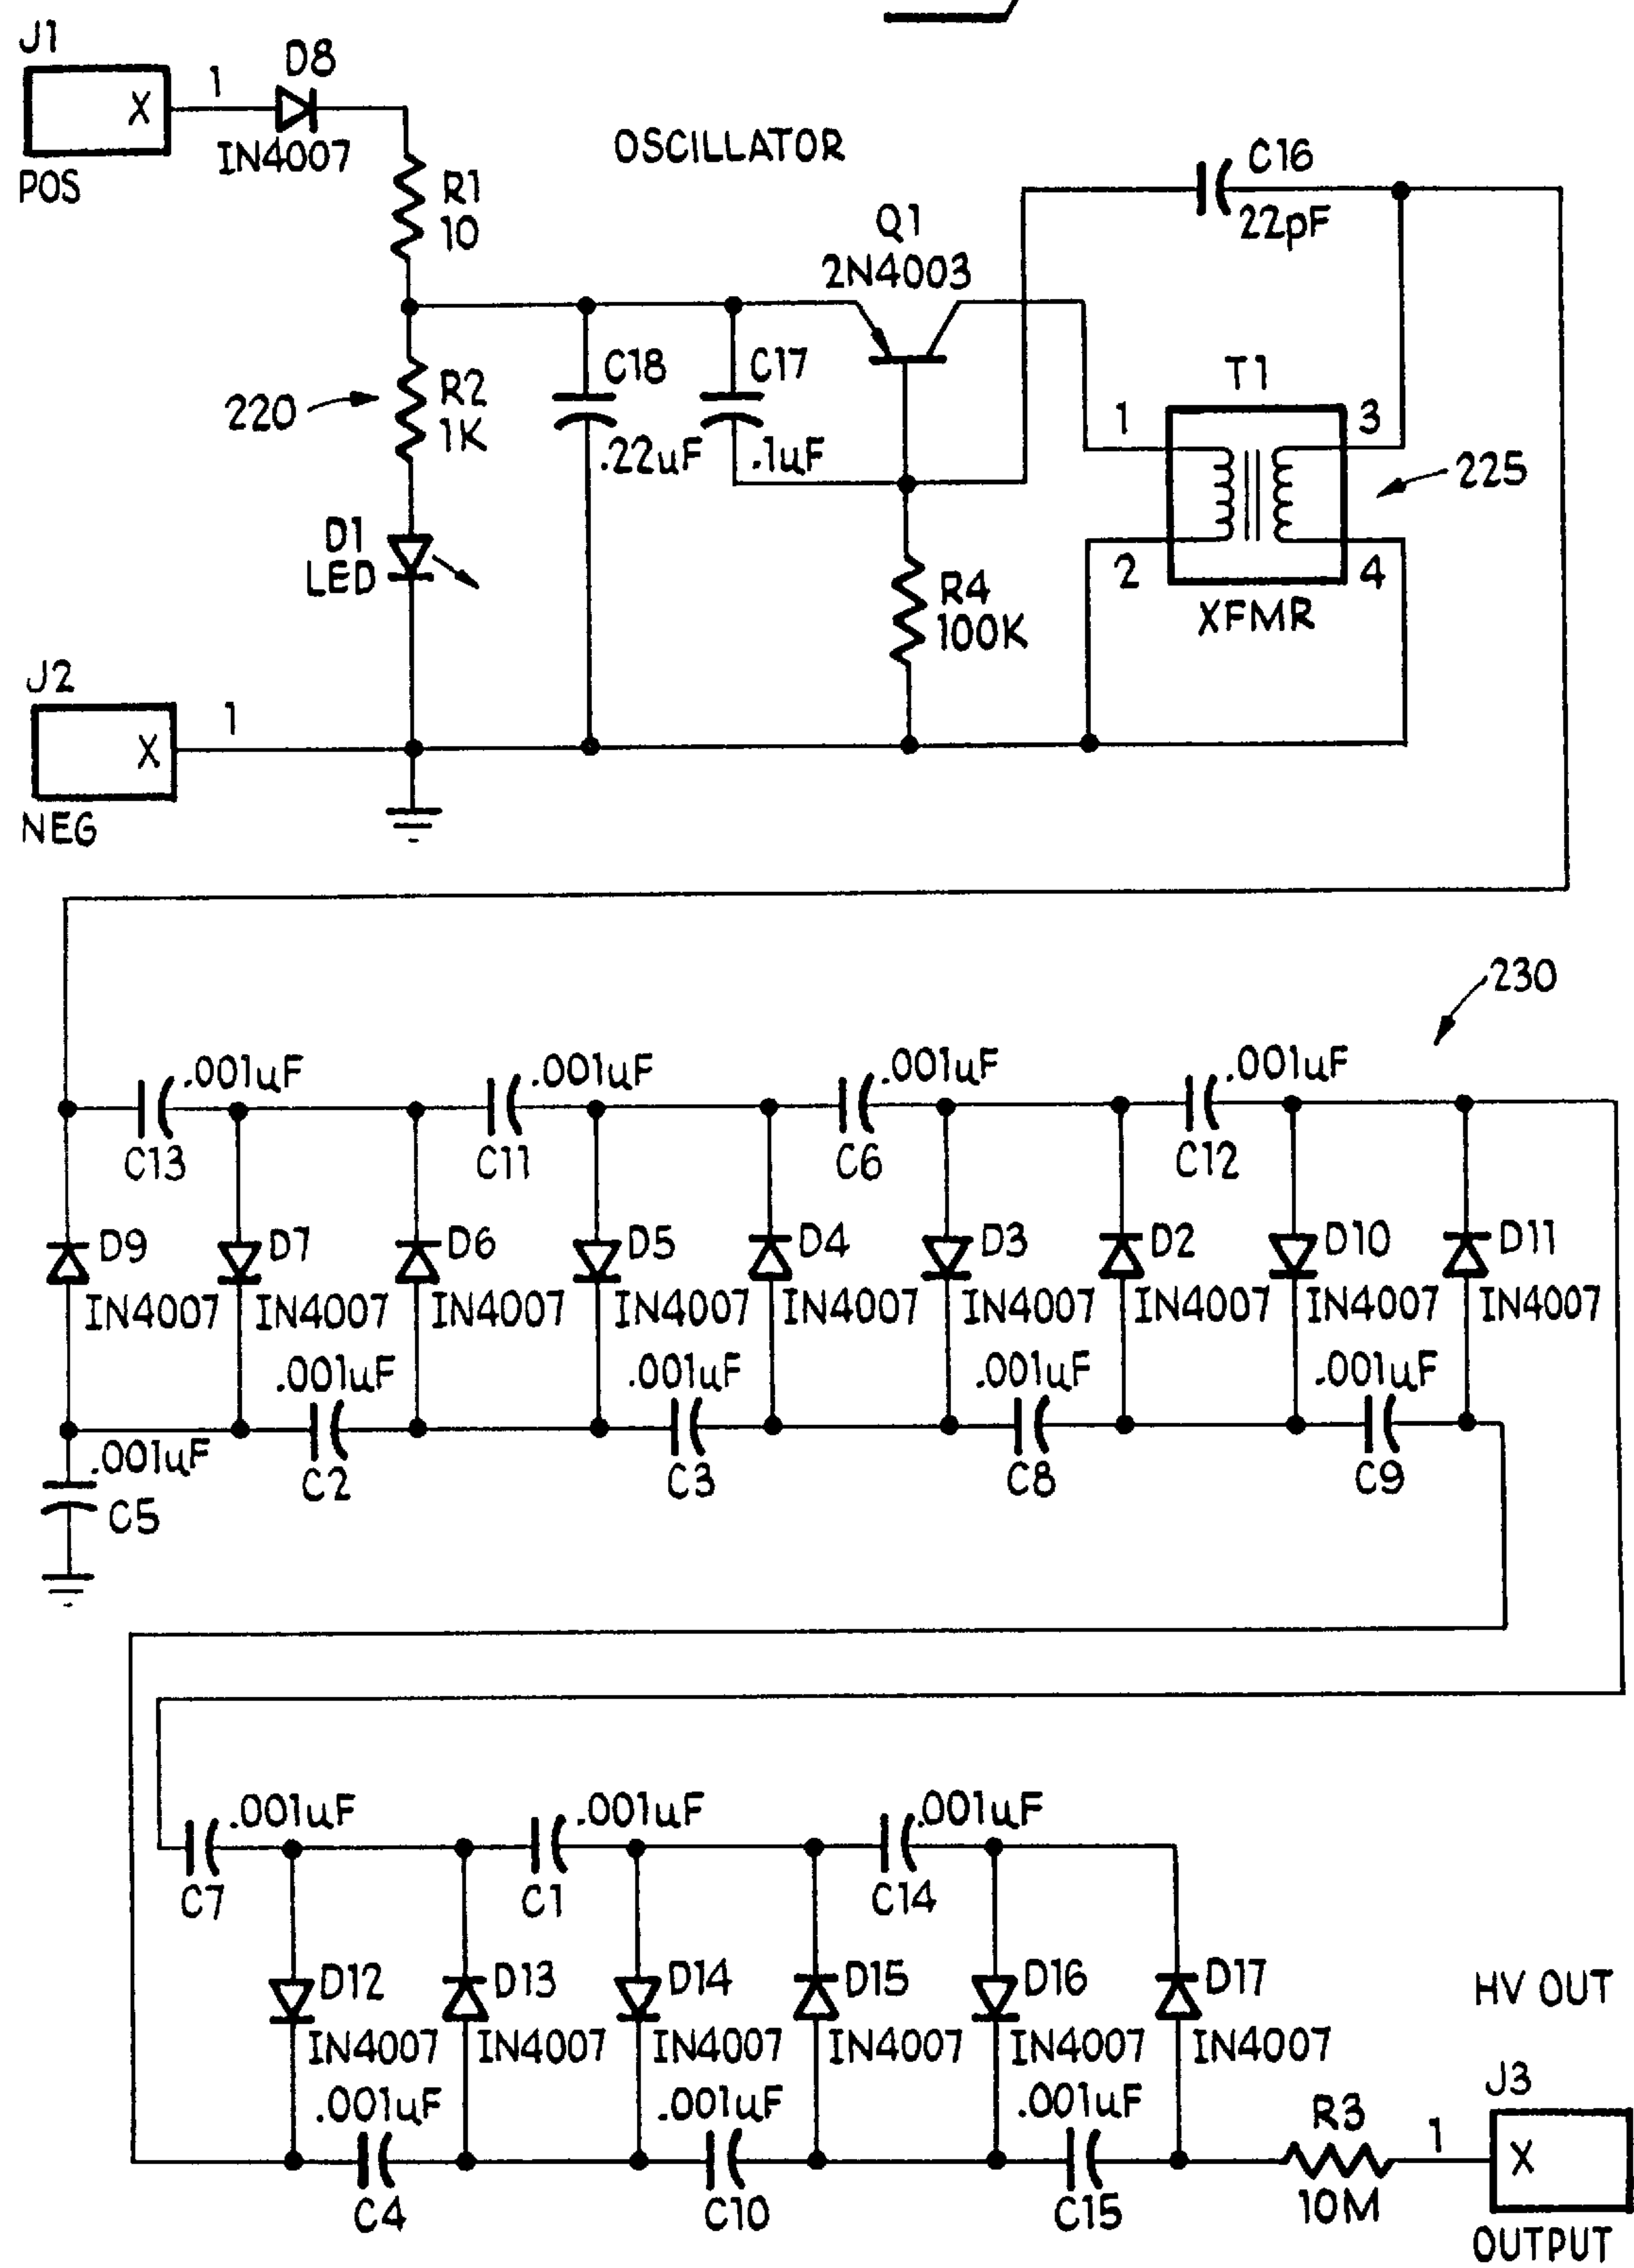 J1
X
1
D8
IN4007
POS
R1
10
OSCILLATOR
C16
22pF
Q1
2N4003
220
R2
1K
C18
.22uF
C17
.1uF
T1
1
3
225
2
4
XFMR
D1
LED
R4
100K
J2
X
1
NEG
230
.001uF
.001uF
.001uF
.001uF
C13
C11
C6
C12
D9
D7
D6
D5
D4
D3
D2
D10
D11
IN4007
IN4007
IN4007
IN4007
IN4007
IN4007
IN4007
IN4007
IN4007
.001uF
.001uF
.001uF
.001uF
.001uF
C5
C2
C3
C8
C9
.001uF
.001uF
.001uF
C7
C1
C14
D12
D13
D14
D15
D16
D17
IN4007
IN4007
IN4007
IN4007
IN4007
IN4007
.001uF
.001uF
.001uF
C4
C10
C15
HV OUT
J3
R3
10M
1
X
OUTPUT